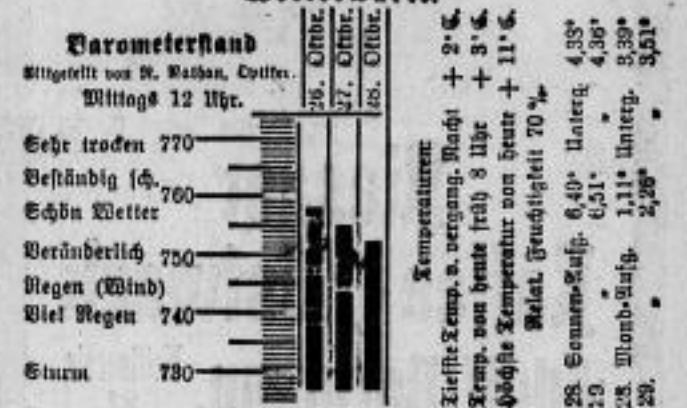 Barometerstand
Mitgeteilt von R. Nathan, Optiker.
Mittags 12 Uhr.
26. Oktbr.
27. Oktbr.
28. Oktbr.
Sehr trocken 770
Beständig sch. 760
Schön Wetter
Veränderlich 750
Regen (Wind)
Viel Regen 740
Sturm 730
Temperaturen:
Tiefste Temp. v. vergang. Nacht + 2° C.
Temp. von heute früh 8 Uhr + 3° C.
Höchste Temperatur von heute + 11° C.
Relat. Feuchtigkeit 70 %.
28. Sonnen-Aufg. 6,49° Unterg. 4,38°
29. " 6,51° " 4,36°
28. Mond-Aufg. 1,11° Unterg. 3,39°
29. " 2,26° " 3,51°